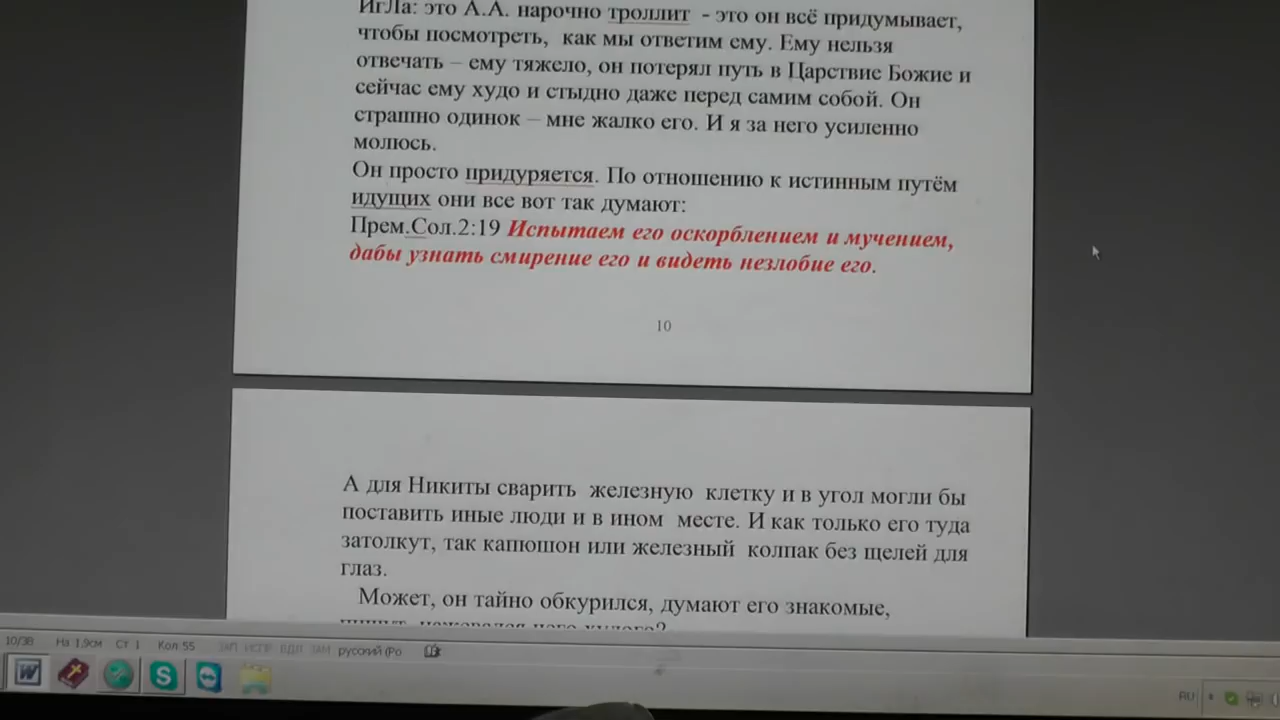 ИгЛа: это А.А. нарочно троллит - это он всё придумывает,
чтобы посмотреть, как мы ответим ему. Ему нельзя
отвечать – ему тяжело, он потерял путь в Царствие Божие и
сейчас ему худо и стыдно даже перед самим собой. Он
страшно одинок – мне жалко его. И я за него усиленно
молюсь.
Он просто придуряется. По отношению к истинным путём
идущих они все вот так думают:
Прем.Сол.2:19 Испытаем его оскорблением и мучением,
дабы узнать смирение его и видеть незлобие его.
10
А для Никиты сварить железную клетку и в угол могли бы
поставить иные люди и в ином месте. И как только его туда
затолкут, так капюшон или железный колпак без щелей для
глаз.
Может, он тайно обкурился, думают его знакомые,
10/38 На 1,9см Ст 1 Кол 55 ЗАП ИСПР ВДЛ ЗАМ русский (Ро
RU